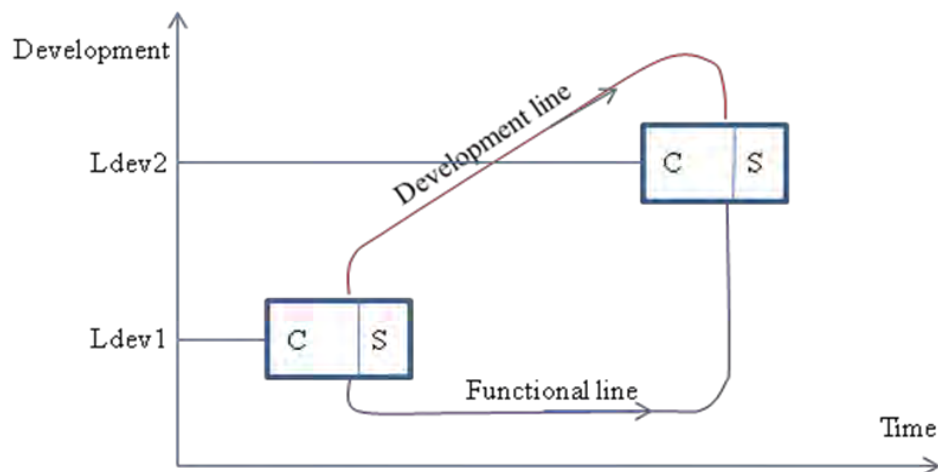 Development
Development line
Ldev2
C S
Ldev1
C S
Functional line
Time